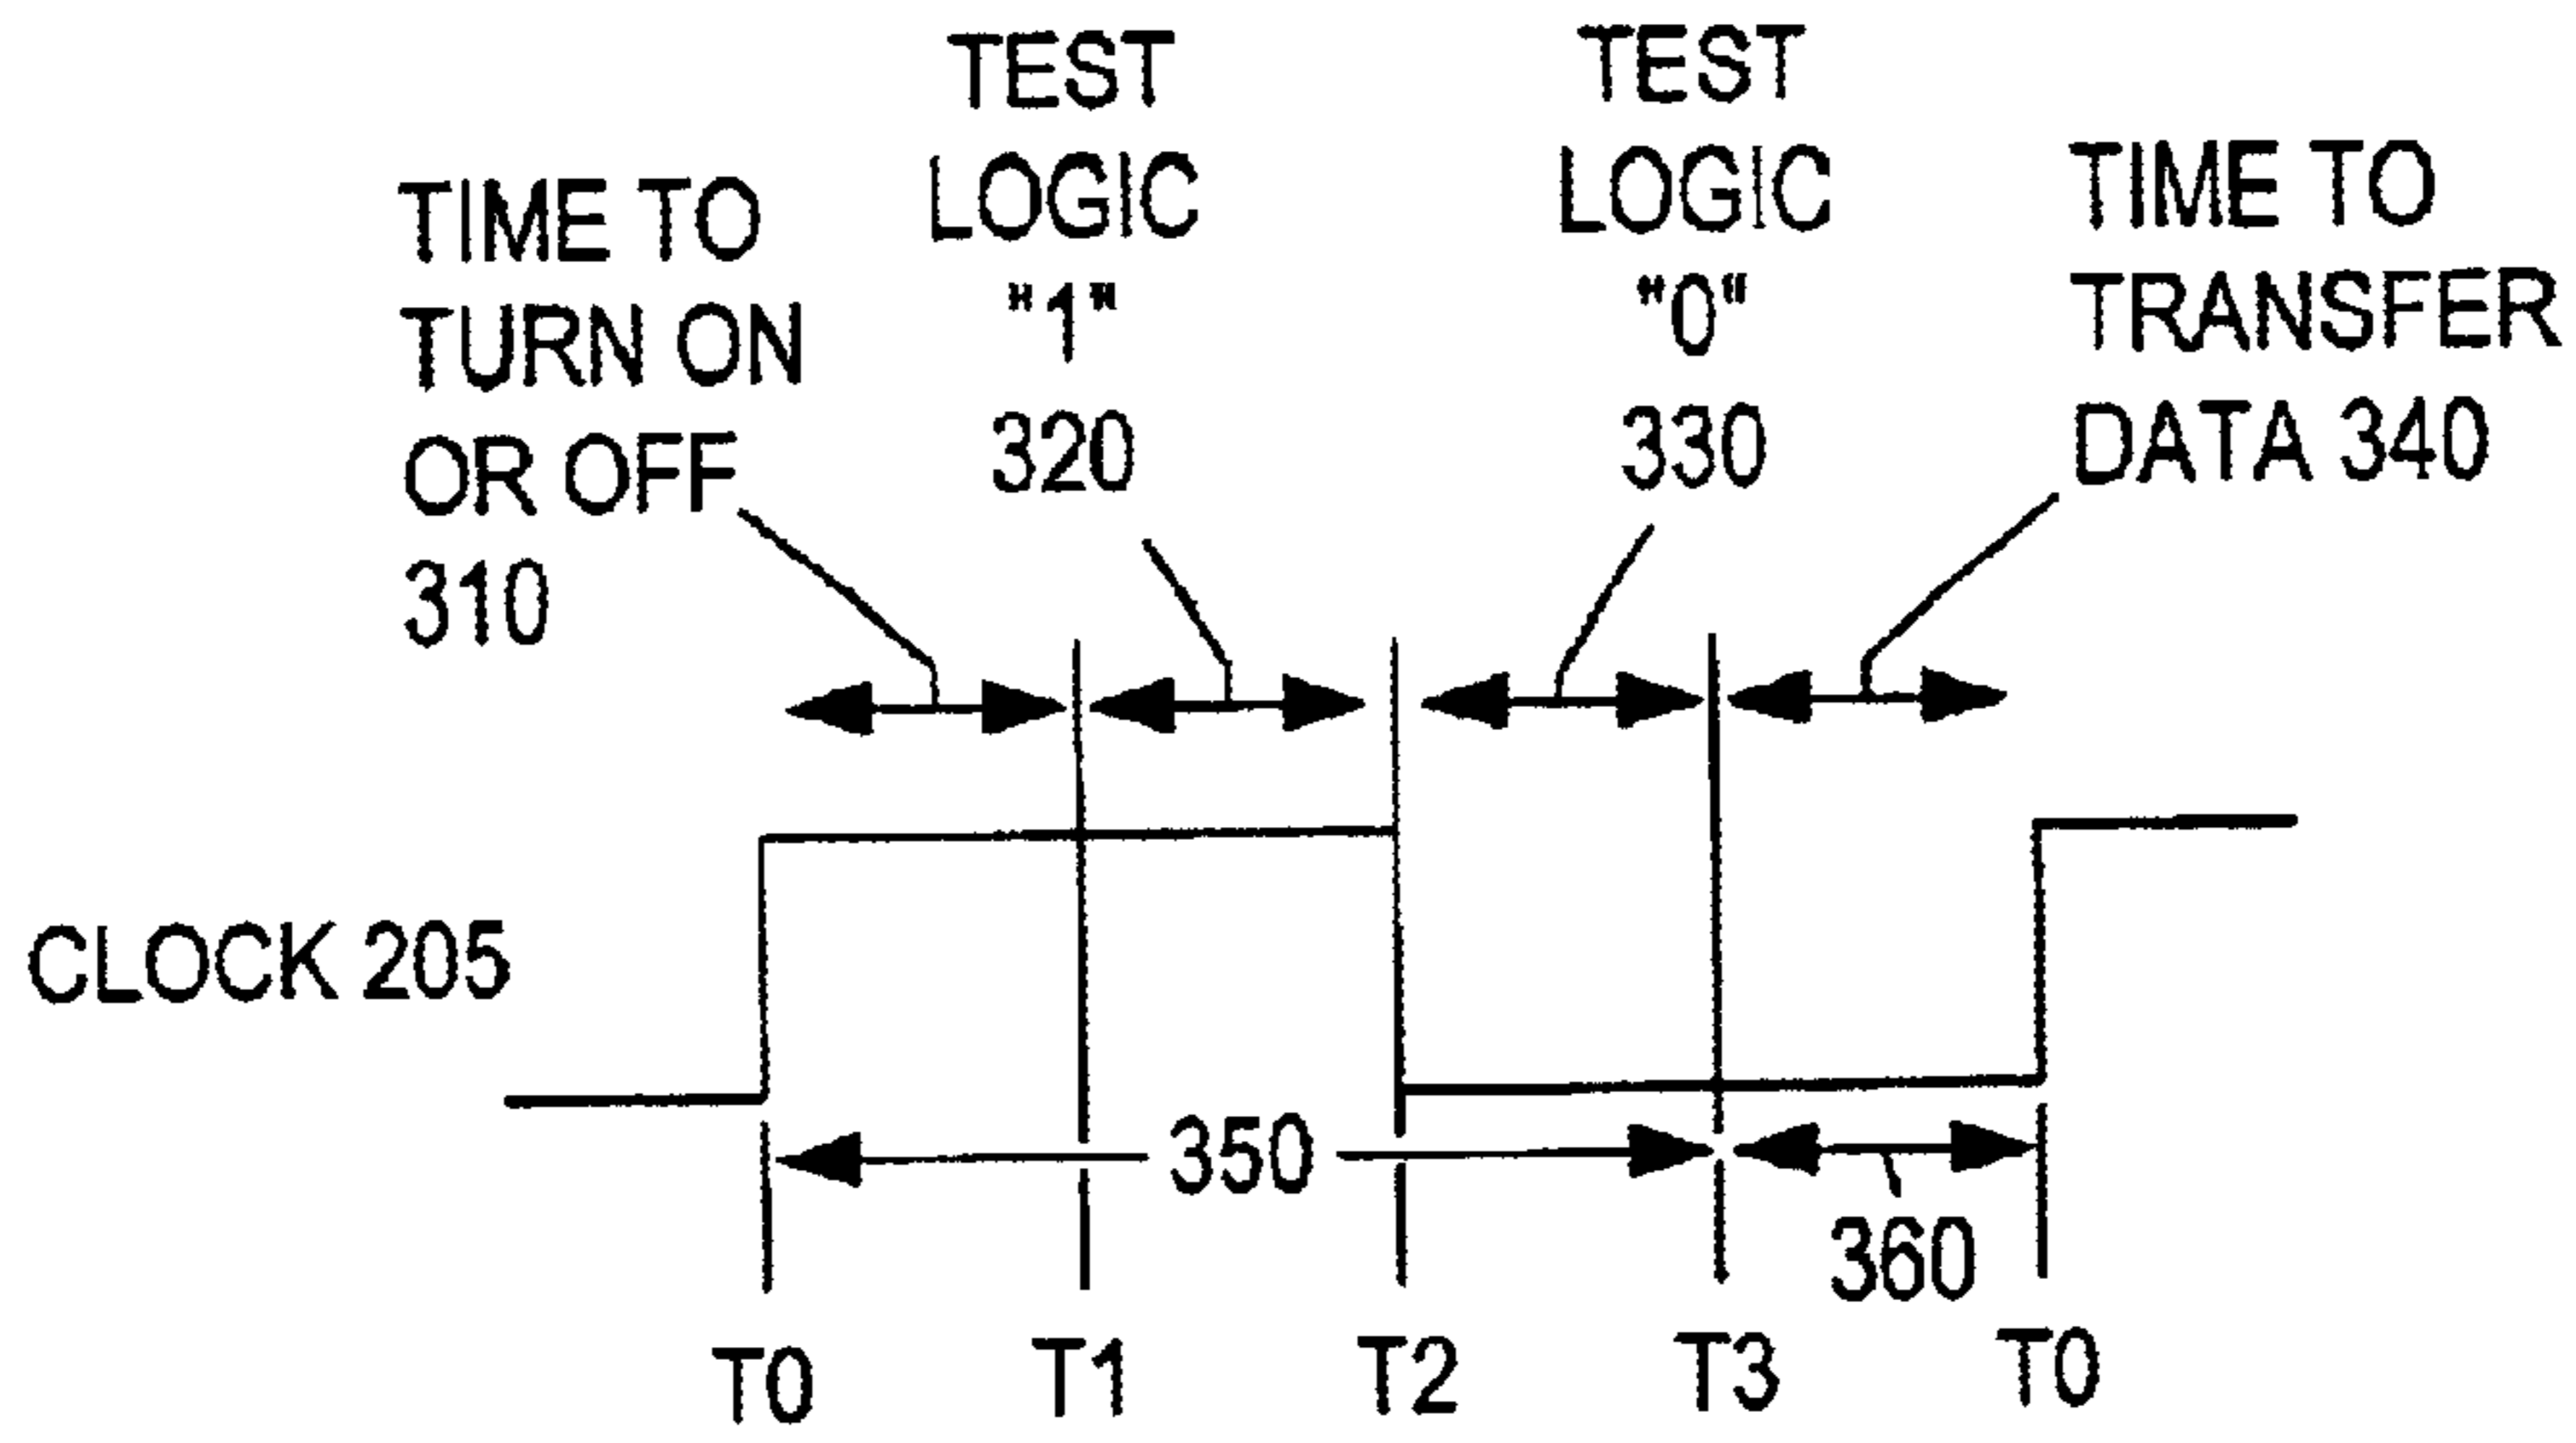 TIME TO
TURN ON
OR OFF
310
TEST
LOGIC
"1"
320
TEST
LOGIC
"0"
330
TIME TO
TRANSFER
DATA 340
CLOCK 205
350
360
T0
T1
T2
T3
T0